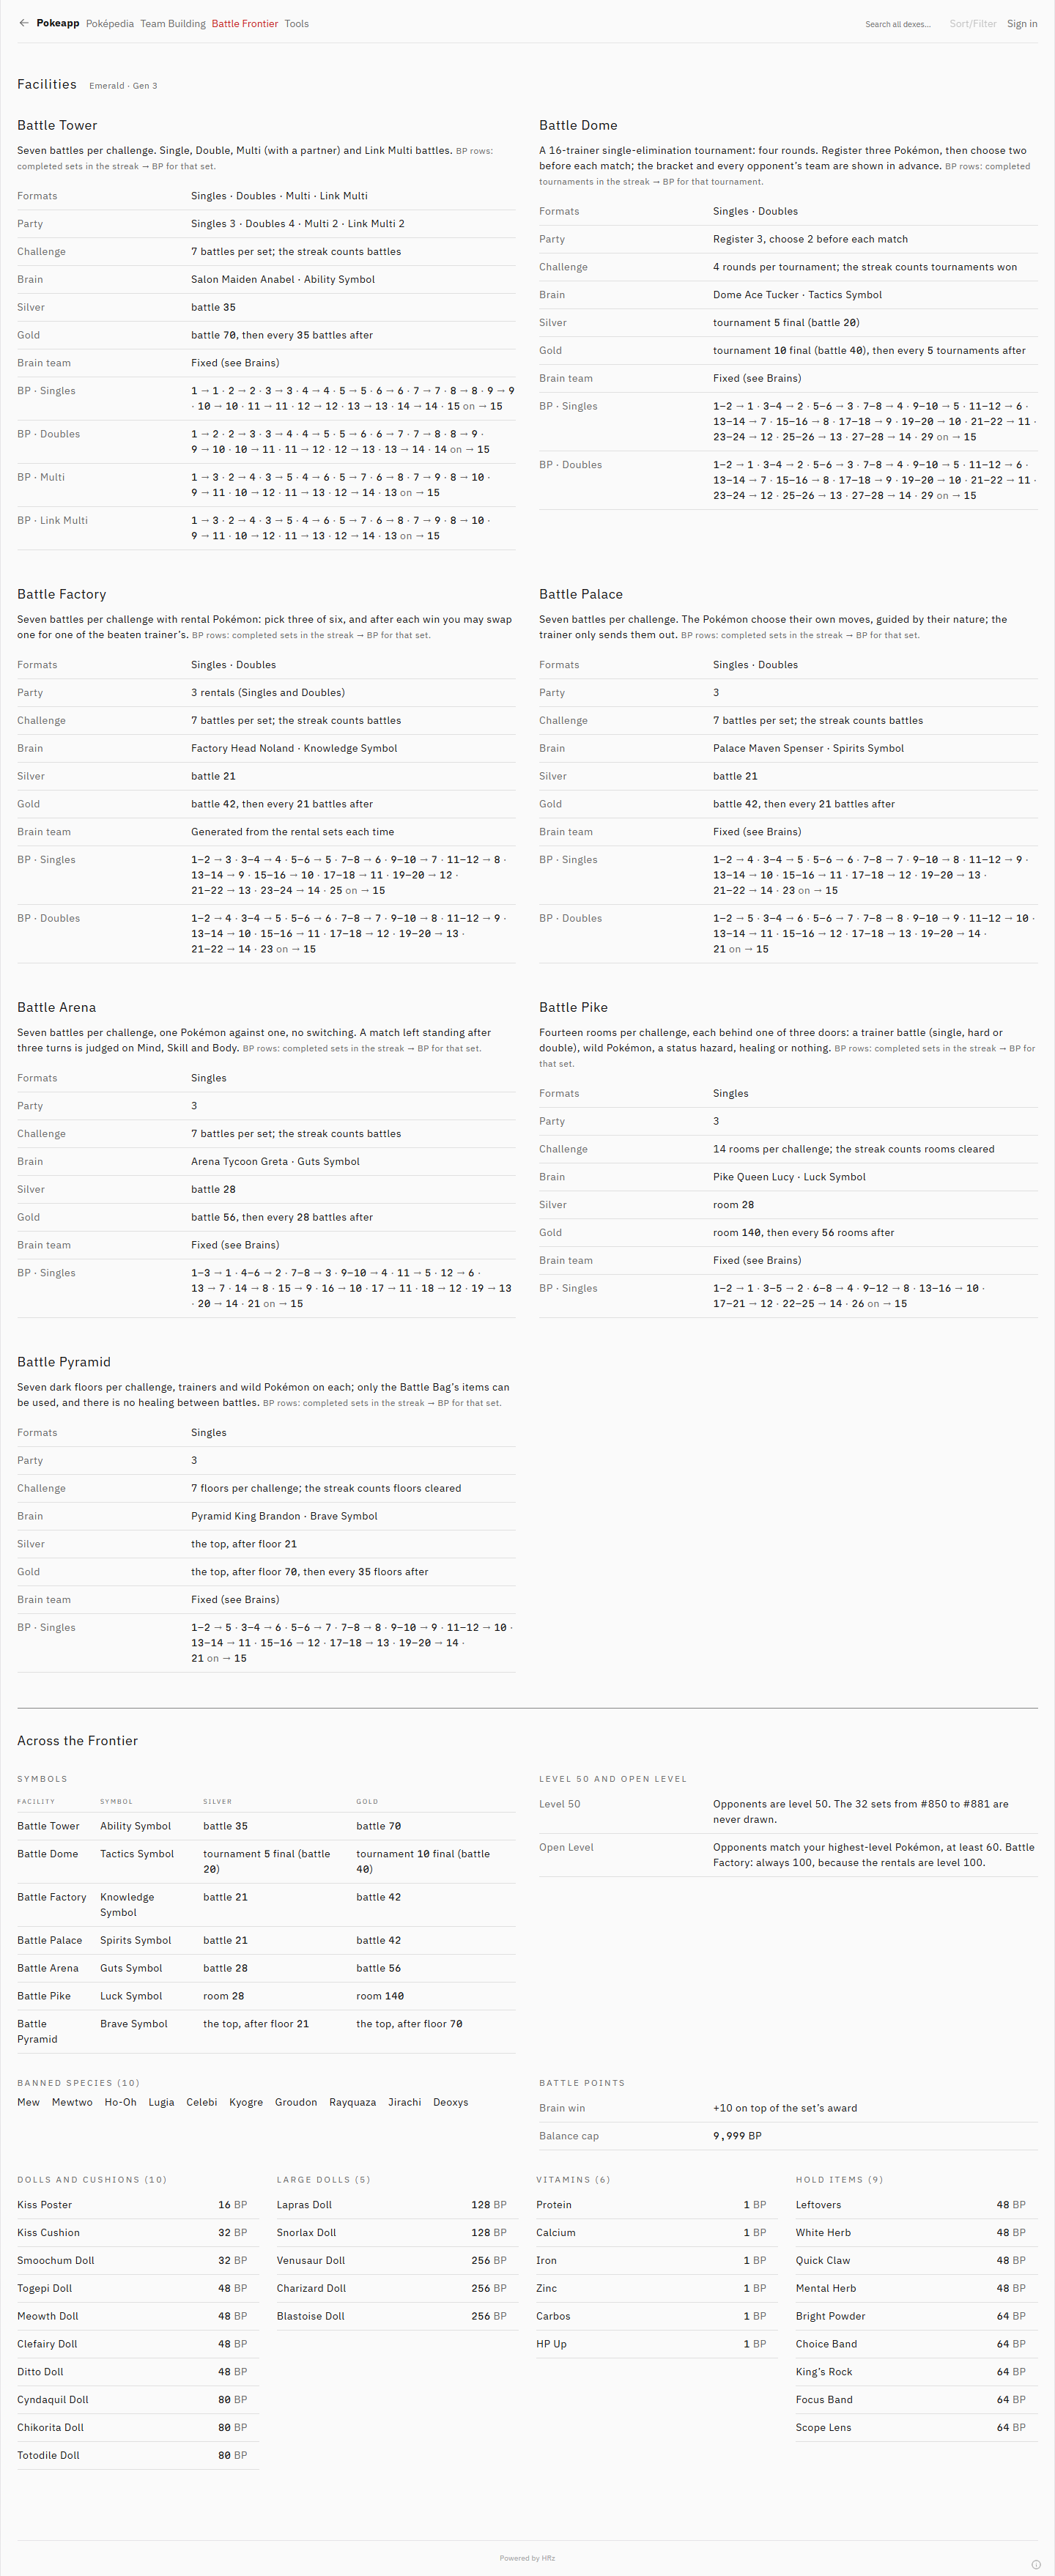 ← Pokeapp Poképedia Team Building Battle Frontier Tools Search all dexes... Sort/Filter Sign in
Facilities Emerald · Gen 3
Battle Tower
Seven battles per challenge. Single, Double, Multi (with a partner) and Link Multi battles. BP rows:
completed sets in the streak → BP for that set.
Formats Singles · Doubles · Multi · Link Multi
Party Singles 3 · Doubles 4 · Multi 2 · Link Multi 2
Challenge 7 battles per set; the streak counts battles
Brain Salon Maiden Anabel · Ability Symbol
Silver battle 35
Gold battle 70, then every 35 battles after
Brain team Fixed (see Brains)
BP · Singles 1 → 1 · 2 → 2 · 3 → 3 · 4 → 4 · 5 → 5 · 6 → 6 · 7 → 7 · 8 → 8 · 9 → 9
· 10 → 10 · 11 → 11 · 12 → 12 · 13 → 13 · 14 → 14 · 15 on → 15
BP · Doubles 1 → 2 · 2 → 3 · 3 → 4 · 4 → 5 · 5 → 6 · 6 → 7 · 7 → 8 · 8 → 9 ·
9 → 10 · 10 → 11 · 11 → 12 · 12 → 13 · 13 → 14 · 14 on → 15
BP · Multi 1 → 3 · 2 → 4 · 3 → 5 · 4 → 6 · 5 → 7 · 6 → 8 · 7 → 9 · 8 → 10 ·
9 → 11 · 10 → 12 · 11 → 13 · 12 → 14 · 13 on → 15
BP · Link Multi 1 → 3 · 2 → 4 · 3 → 5 · 4 → 6 · 5 → 7 · 6 → 8 · 7 → 9 · 8 → 10 ·
9 → 11 · 10 → 12 · 11 → 13 · 12 → 14 · 13 on → 15
Battle Dome
A 16-trainer single-elimination tournament: four rounds. Register three Pokémon, then choose two
before each match; the bracket and every opponent’s team are shown in advance. BP rows: completed
tournaments in the streak → BP for that tournament.
Formats Singles · Doubles
Party Register 3, choose 2 before each match
Challenge 4 rounds per tournament; the streak counts tournaments won
Brain Dome Ace Tucker · Tactics Symbol
Silver tournament 5 final (battle 20)
Gold tournament 10 final (battle 40), then every 5 tournaments after
Brain team Fixed (see Brains)
BP · Singles 1–2 → 1 · 3–4 → 2 · 5–6 → 3 · 7–8 → 4 · 9–10 → 5 · 11–12 → 6 ·
13–14 → 7 · 15–16 → 8 · 17–18 → 9 · 19–20 → 10 · 21–22 → 11 ·
23–24 → 12 · 25–26 → 13 · 27–28 → 14 · 29 on → 15
BP · Doubles 1–2 → 1 · 3–4 → 2 · 5–6 → 3 · 7–8 → 4 · 9–10 → 5 · 11–12 → 6 ·
13–14 → 7 · 15–16 → 8 · 17–18 → 9 · 19–20 → 10 · 21–22 → 11 ·
23–24 → 12 · 25–26 → 13 · 27–28 → 14 · 29 on → 15
Battle Factory
Seven battles per challenge with rental Pokémon: pick three of six, and after each win you may swap
one for one of the beaten trainer’s. BP rows: completed sets in the streak → BP for that set.
Formats Singles · Doubles
Party 3 rentals (Singles and Doubles)
Challenge 7 battles per set; the streak counts battles
Brain Factory Head Noland · Knowledge Symbol
Silver battle 21
Gold battle 42, then every 21 battles after
Brain team Generated from the rental sets each time
BP · Singles 1–2 → 3 · 3–4 → 4 · 5–6 → 5 · 7–8 → 6 · 9–10 → 7 · 11–12 → 8 ·
13–14 → 9 · 15–16 → 10 · 17–18 → 11 · 19–20 → 12 ·
21–22 → 13 · 23–24 → 14 · 25 on → 15
BP · Doubles 1–2 → 4 · 3–4 → 5 · 5–6 → 6 · 7–8 → 7 · 9–10 → 8 · 11–12 → 9 ·
13–14 → 10 · 15–16 → 11 · 17–18 → 12 · 19–20 → 13 ·
21–22 → 14 · 23 on → 15
Battle Palace
Seven battles per challenge. The Pokémon choose their own moves, guided by their nature; the
trainer only sends them out. BP rows: completed sets in the streak → BP for that set.
Formats Singles · Doubles
Party 3
Challenge 7 battles per set; the streak counts battles
Brain Palace Maven Spenser · Spirits Symbol
Silver battle 21
Gold battle 42, then every 21 battles after
Brain team Fixed (see Brains)
BP · Singles 1–2 → 4 · 3–4 → 5 · 5–6 → 6 · 7–8 → 7 · 9–10 → 8 · 11–12 → 9 ·
13–14 → 10 · 15–16 → 11 · 17–18 → 12 · 19–20 → 13 ·
21–22 → 14 · 23 on → 15
BP · Doubles 1–2 → 5 · 3–4 → 6 · 5–6 → 7 · 7–8 → 8 · 9–10 → 9 · 11–12 → 10 ·
13–14 → 11 · 15–16 → 12 · 17–18 → 13 · 19–20 → 14 ·
21 on → 15
Battle Arena
Seven battles per challenge, one Pokémon against one, no switching. A match left standing after
three turns is judged on Mind, Skill and Body. BP rows: completed sets in the streak → BP for that set.
Formats Singles
Party 3
Challenge 7 battles per set; the streak counts battles
Brain Arena Tycoon Greta · Guts Symbol
Silver battle 28
Gold battle 56, then every 28 battles after
Brain team Fixed (see Brains)
BP · Singles 1–3 → 1 · 4–6 → 2 · 7–8 → 3 · 9–10 → 4 · 11 → 5 · 12 → 6 ·
13 → 7 · 14 → 8 · 15 → 9 · 16 → 10 · 17 → 11 · 18 → 12 · 19 → 13
· 20 → 14 · 21 on → 15
Battle Pike
Fourteen rooms per challenge, each behind one of three doors: a trainer battle (single, hard or
double), wild Pokémon, a status hazard, healing or nothing. BP rows: completed sets in the streak → BP for
that set.
Formats Singles
Party 3
Challenge 14 rooms per challenge; the streak counts rooms cleared
Brain Pike Queen Lucy · Luck Symbol
Silver room 28
Gold room 140, then every 56 rooms after
Brain team Fixed (see Brains)
BP · Singles 1–2 → 1 · 3–5 → 2 · 6–8 → 4 · 9–12 → 8 · 13–16 → 10 ·
17–21 → 12 · 22–25 → 14 · 26 on → 15
Battle Pyramid
Seven dark floors per challenge, trainers and wild Pokémon on each; only the Battle Bag’s items can
be used, and there is no healing between battles. BP rows: completed sets in the streak → BP for that set.
Formats Singles
Party 3
Challenge 7 floors per challenge; the streak counts floors cleared
Brain Pyramid King Brandon · Brave Symbol
Silver the top, after floor 21
Gold the top, after floor 70, then every 35 floors after
Brain team Fixed (see Brains)
BP · Singles 1–2 → 5 · 3–4 → 6 · 5–6 → 7 · 7–8 → 8 · 9–10 → 9 · 11–12 → 10 ·
13–14 → 11 · 15–16 → 12 · 17–18 → 13 · 19–20 → 14 ·
21 on → 15
Across the Frontier
SYMBOLS
FACILITY SYMBOL SILVER GOLD
Battle Tower Ability Symbol battle 35 battle 70
Battle Dome Tactics Symbol tournament 5 final (battle tournament 10 final (battle
20) 40)
Battle Factory Knowledge battle 21 battle 42
Symbol
Battle Palace Spirits Symbol battle 21 battle 42
Battle Arena Guts Symbol battle 28 battle 56
Battle Pike Luck Symbol room 28 room 140
Battle Brave Symbol the top, after floor 21 the top, after floor 70
Pyramid
LEVEL 50 AND OPEN LEVEL
Level 50 Opponents are level 50. The 32 sets from #850 to #881 are
never drawn.
Open Level Opponents match your highest-level Pokémon, at least 60. Battle
Factory: always 100, because the rentals are level 100.
BANNED SPECIES (10)
Mew Mewtwo Ho-Oh Lugia Celebi Kyogre Groudon Rayquaza Jirachi Deoxys
BATTLE POINTS
Brain win +10 on top of the set’s award
Balance cap 9,999 BP
DOLLS AND CUSHIONS (10)
Kiss Poster 16 BP
Kiss Cushion 32 BP
Smoochum Doll 32 BP
Togepi Doll 48 BP
Meowth Doll 48 BP
Clefairy Doll 48 BP
Ditto Doll 48 BP
Cyndaquil Doll 80 BP
Chikorita Doll 80 BP
Totodile Doll 80 BP
LARGE DOLLS (5)
Lapras Doll 128 BP
Snorlax Doll 128 BP
Venusaur Doll 256 BP
Charizard Doll 256 BP
Blastoise Doll 256 BP
VITAMINS (6)
Protein 1 BP
Calcium 1 BP
Iron 1 BP
Zinc 1 BP
Carbos 1 BP
HP Up 1 BP
HOLD ITEMS (9)
Leftovers 48 BP
White Herb 48 BP
Quick Claw 48 BP
Mental Herb 48 BP
Bright Powder 64 BP
Choice Band 64 BP
King’s Rock 64 BP
Focus Band 64 BP
Scope Lens 64 BP
Powered by HRz